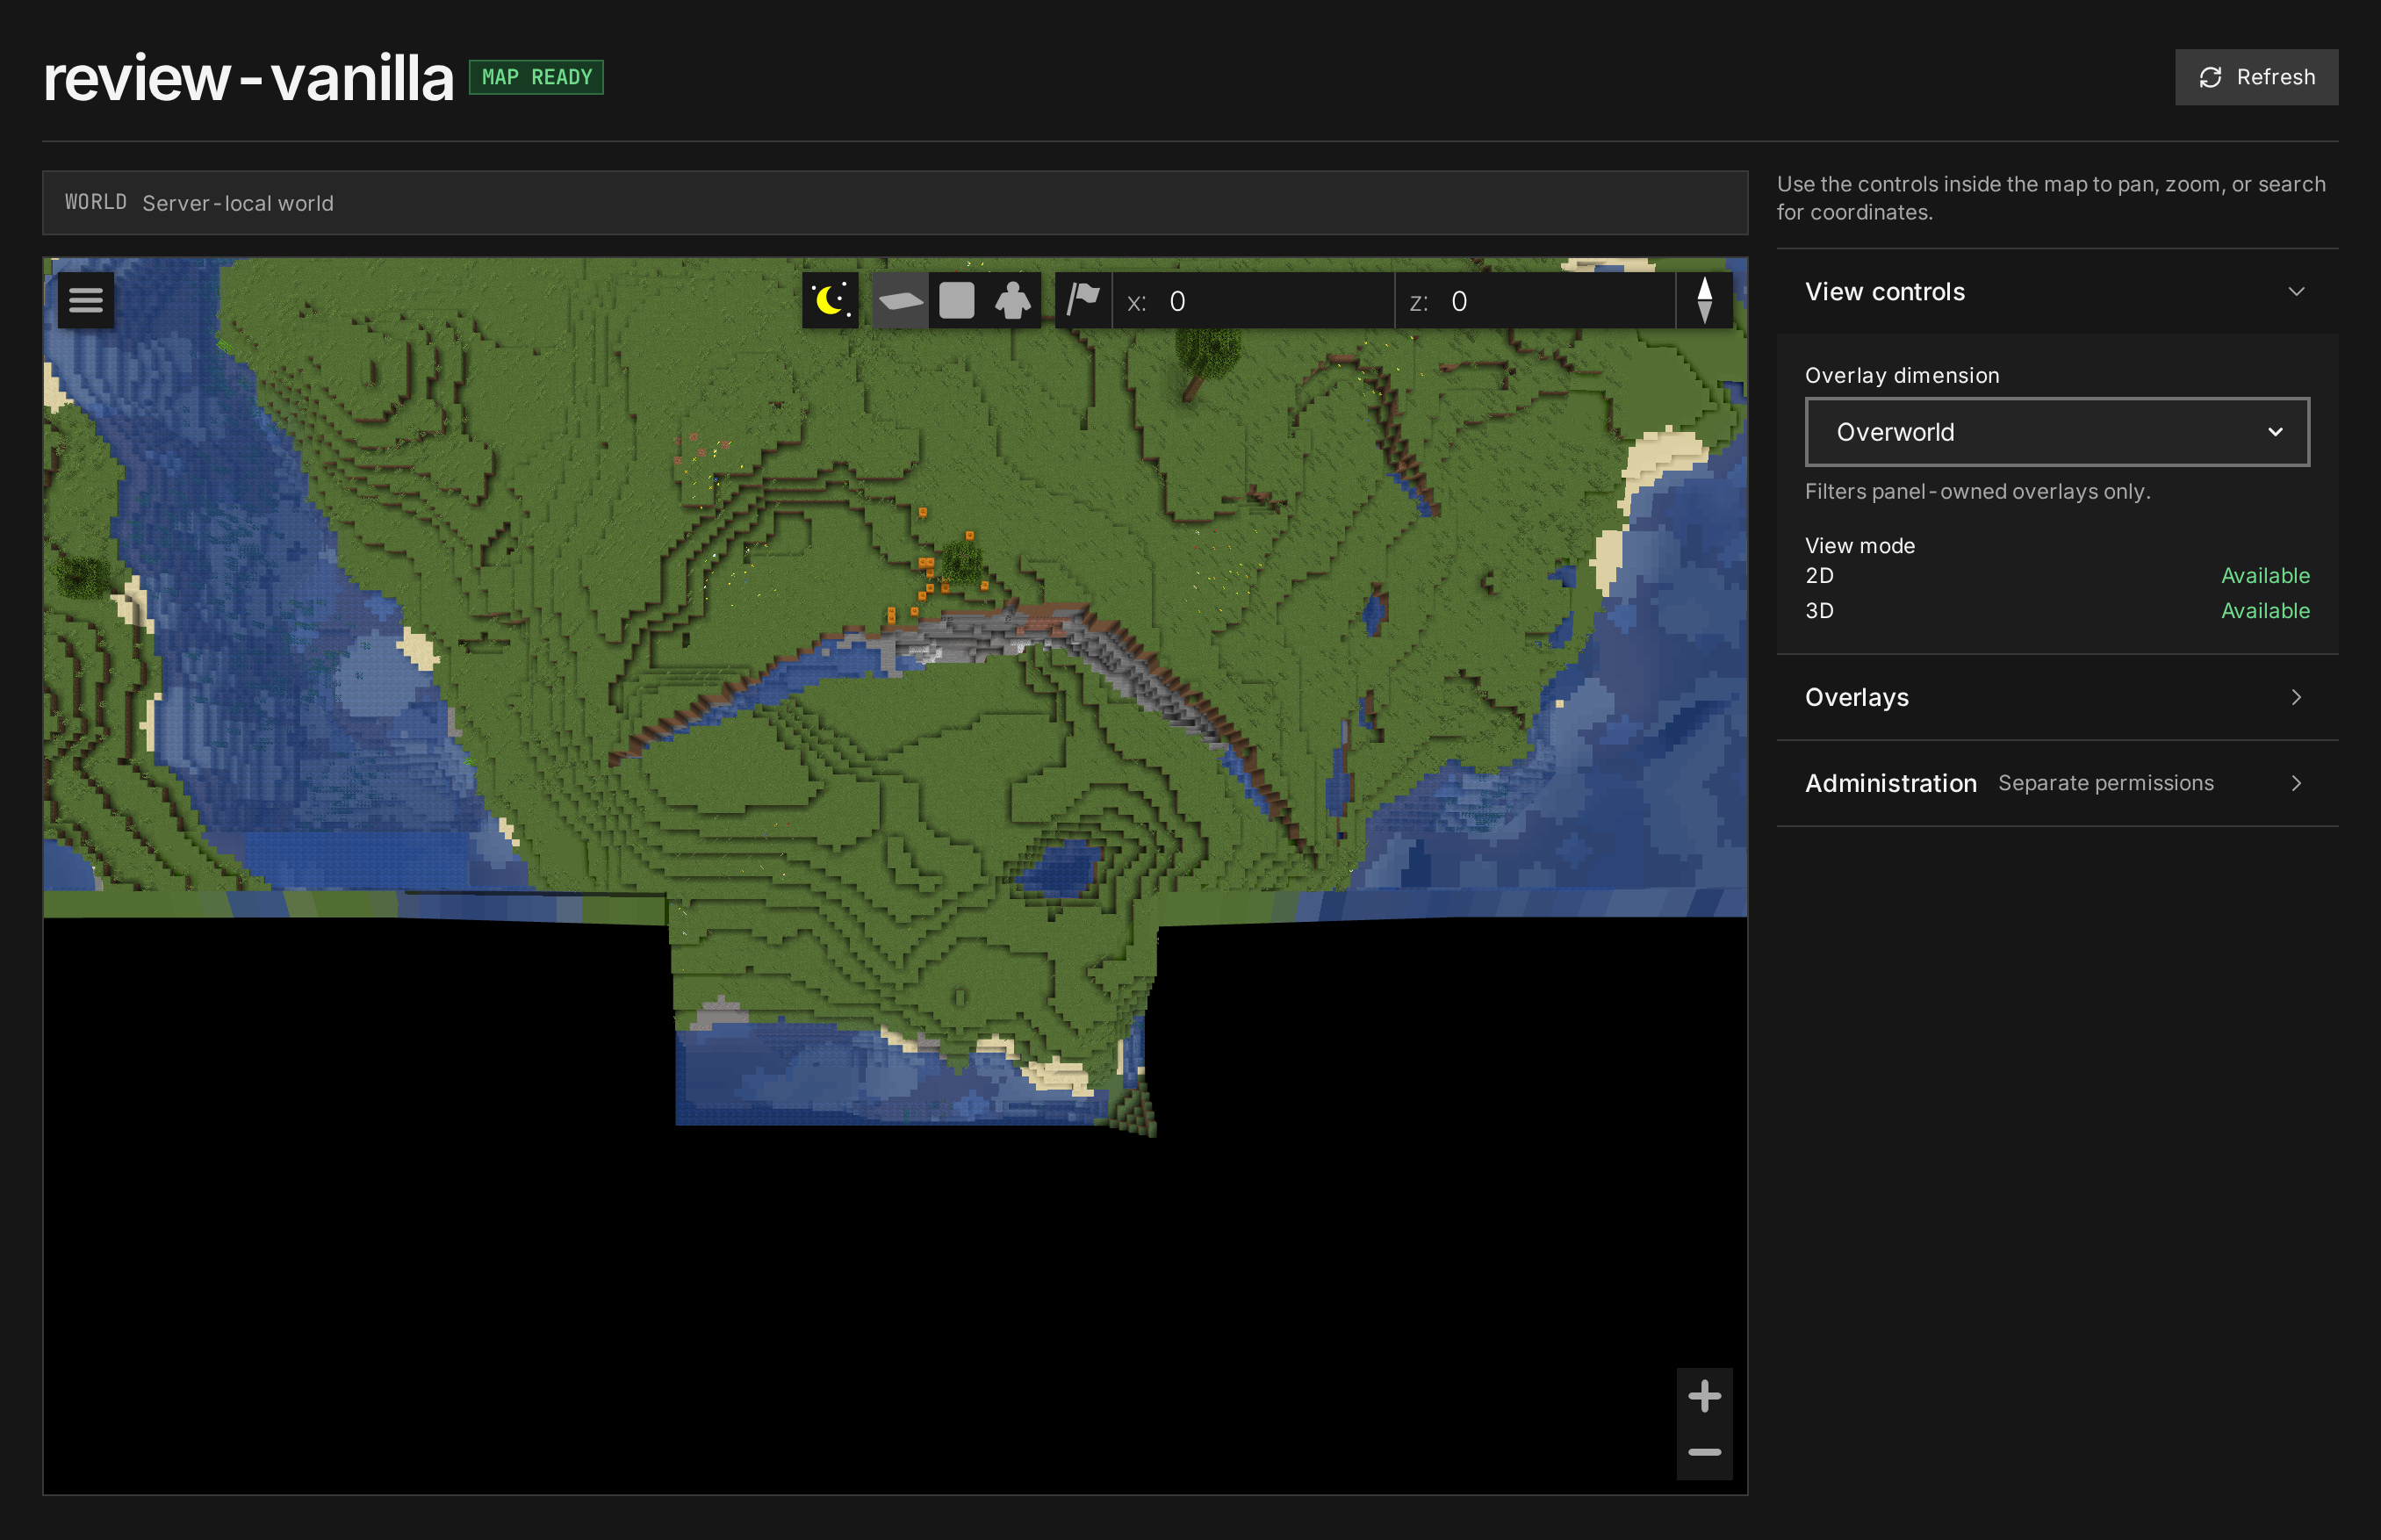 review-vanilla MAP READY
Refresh
WORLD Server-local world
x: 0 z: 0
Use the controls inside the map to pan, zoom, or search
for coordinates.
View controls
Overlay dimension
Overworld
Filters panel-owned overlays only.
View mode
2D Available
3D Available
Overlays
Administration Separate permissions